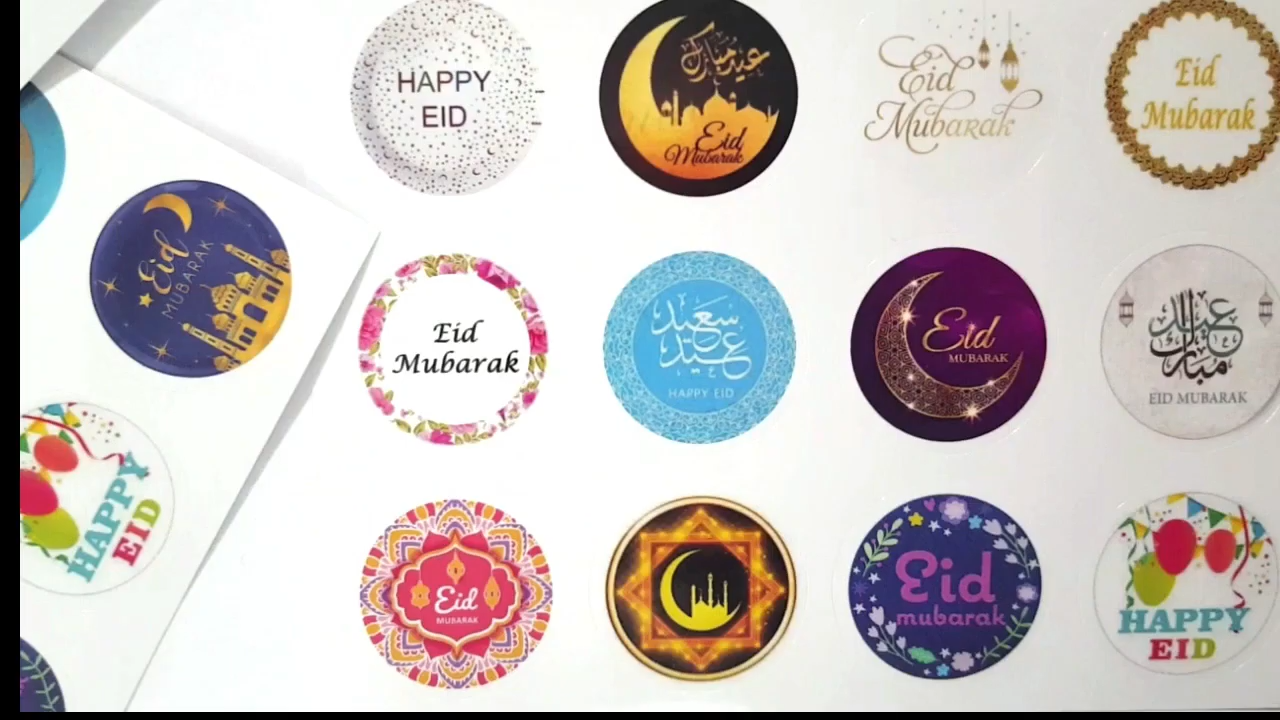 HAPPY
EID
عيد مبارك
Eid
Mubarak
Eid
Mubarak
Eid
Mubarak
Eid
MUBARAK
Eid
Mubarak
سعيد
عيد
HAPPY EID
Eid
MUBARAK
عيد
مبارك
EID MUBARAK
HAPPY
EID
Eid
MUBARAK
Eid
mubarak
HAPPY
EID